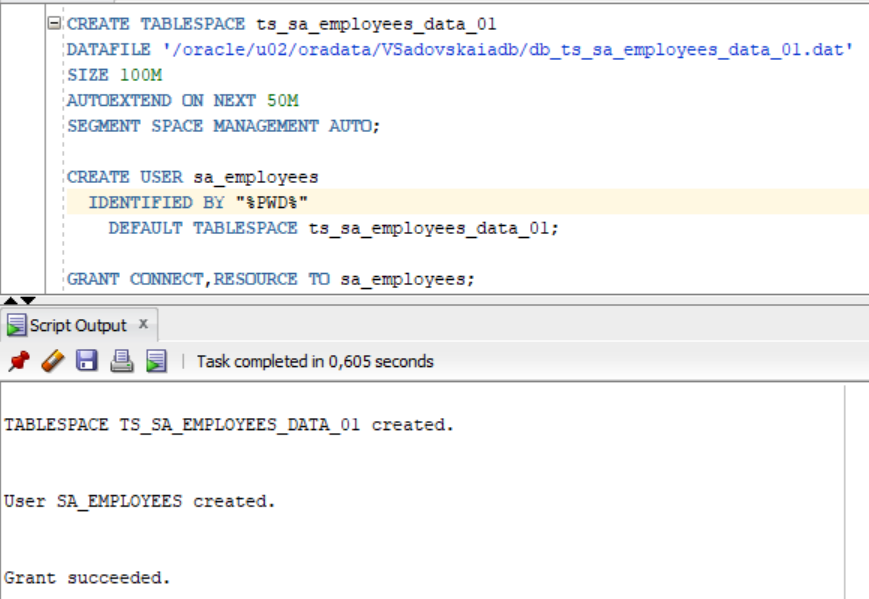 CREATE TABLESPACE ts_sa_employees_data_01
DATAFILE '/oracle/u02/oradata/VSadovskaiadb/db_ts_sa_employees_data_01.dat'
SIZE 100M
AUTOEXTEND ON NEXT 50M
SEGMENT SPACE MANAGEMENT AUTO;
CREATE USER sa_employees
IDENTIFIED BY "%PWD%"
DEFAULT TABLESPACE ts_sa_employees_data_01;
GRANT CONNECT,RESOURCE TO sa_employees;
Script Output x
| Task completed in 0,605 seconds
TABLESPACE TS_SA_EMPLOYEES_DATA_01 created.
User SA_EMPLOYEES created.
Grant succeeded.